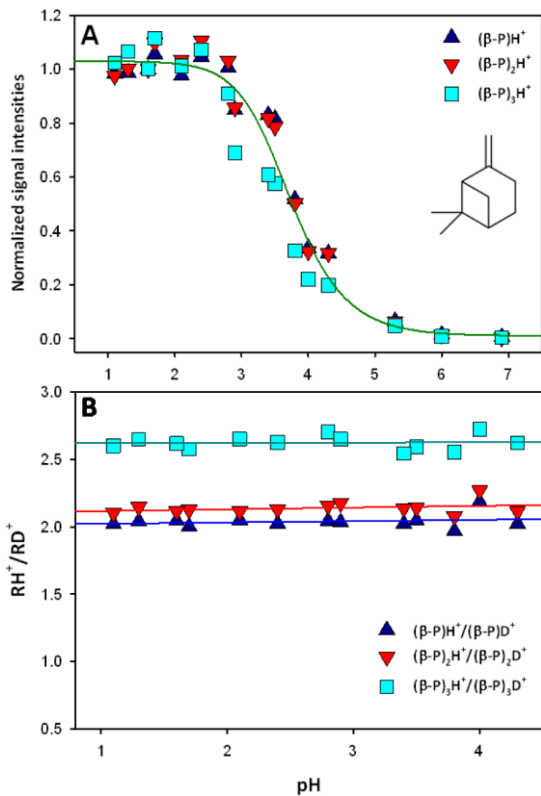 A
(β-P)H⁺
(β-P)₂H⁺
(β-P)₃H⁺
Normalized signal intensities
1.2
1.0
0.8
0.6
0.4
0.2
0.0
1 2 3 4 5 6 7
B
RH⁺/RD⁺
3.0
2.5
2.0
1.5
1.0
0.5
(β-P)H⁺/(β-P)D⁺
(β-P)₂H⁺/(β-P)₂D⁺
(β-P)₃H⁺/(β-P)₃D⁺
1 2 3 4
pH